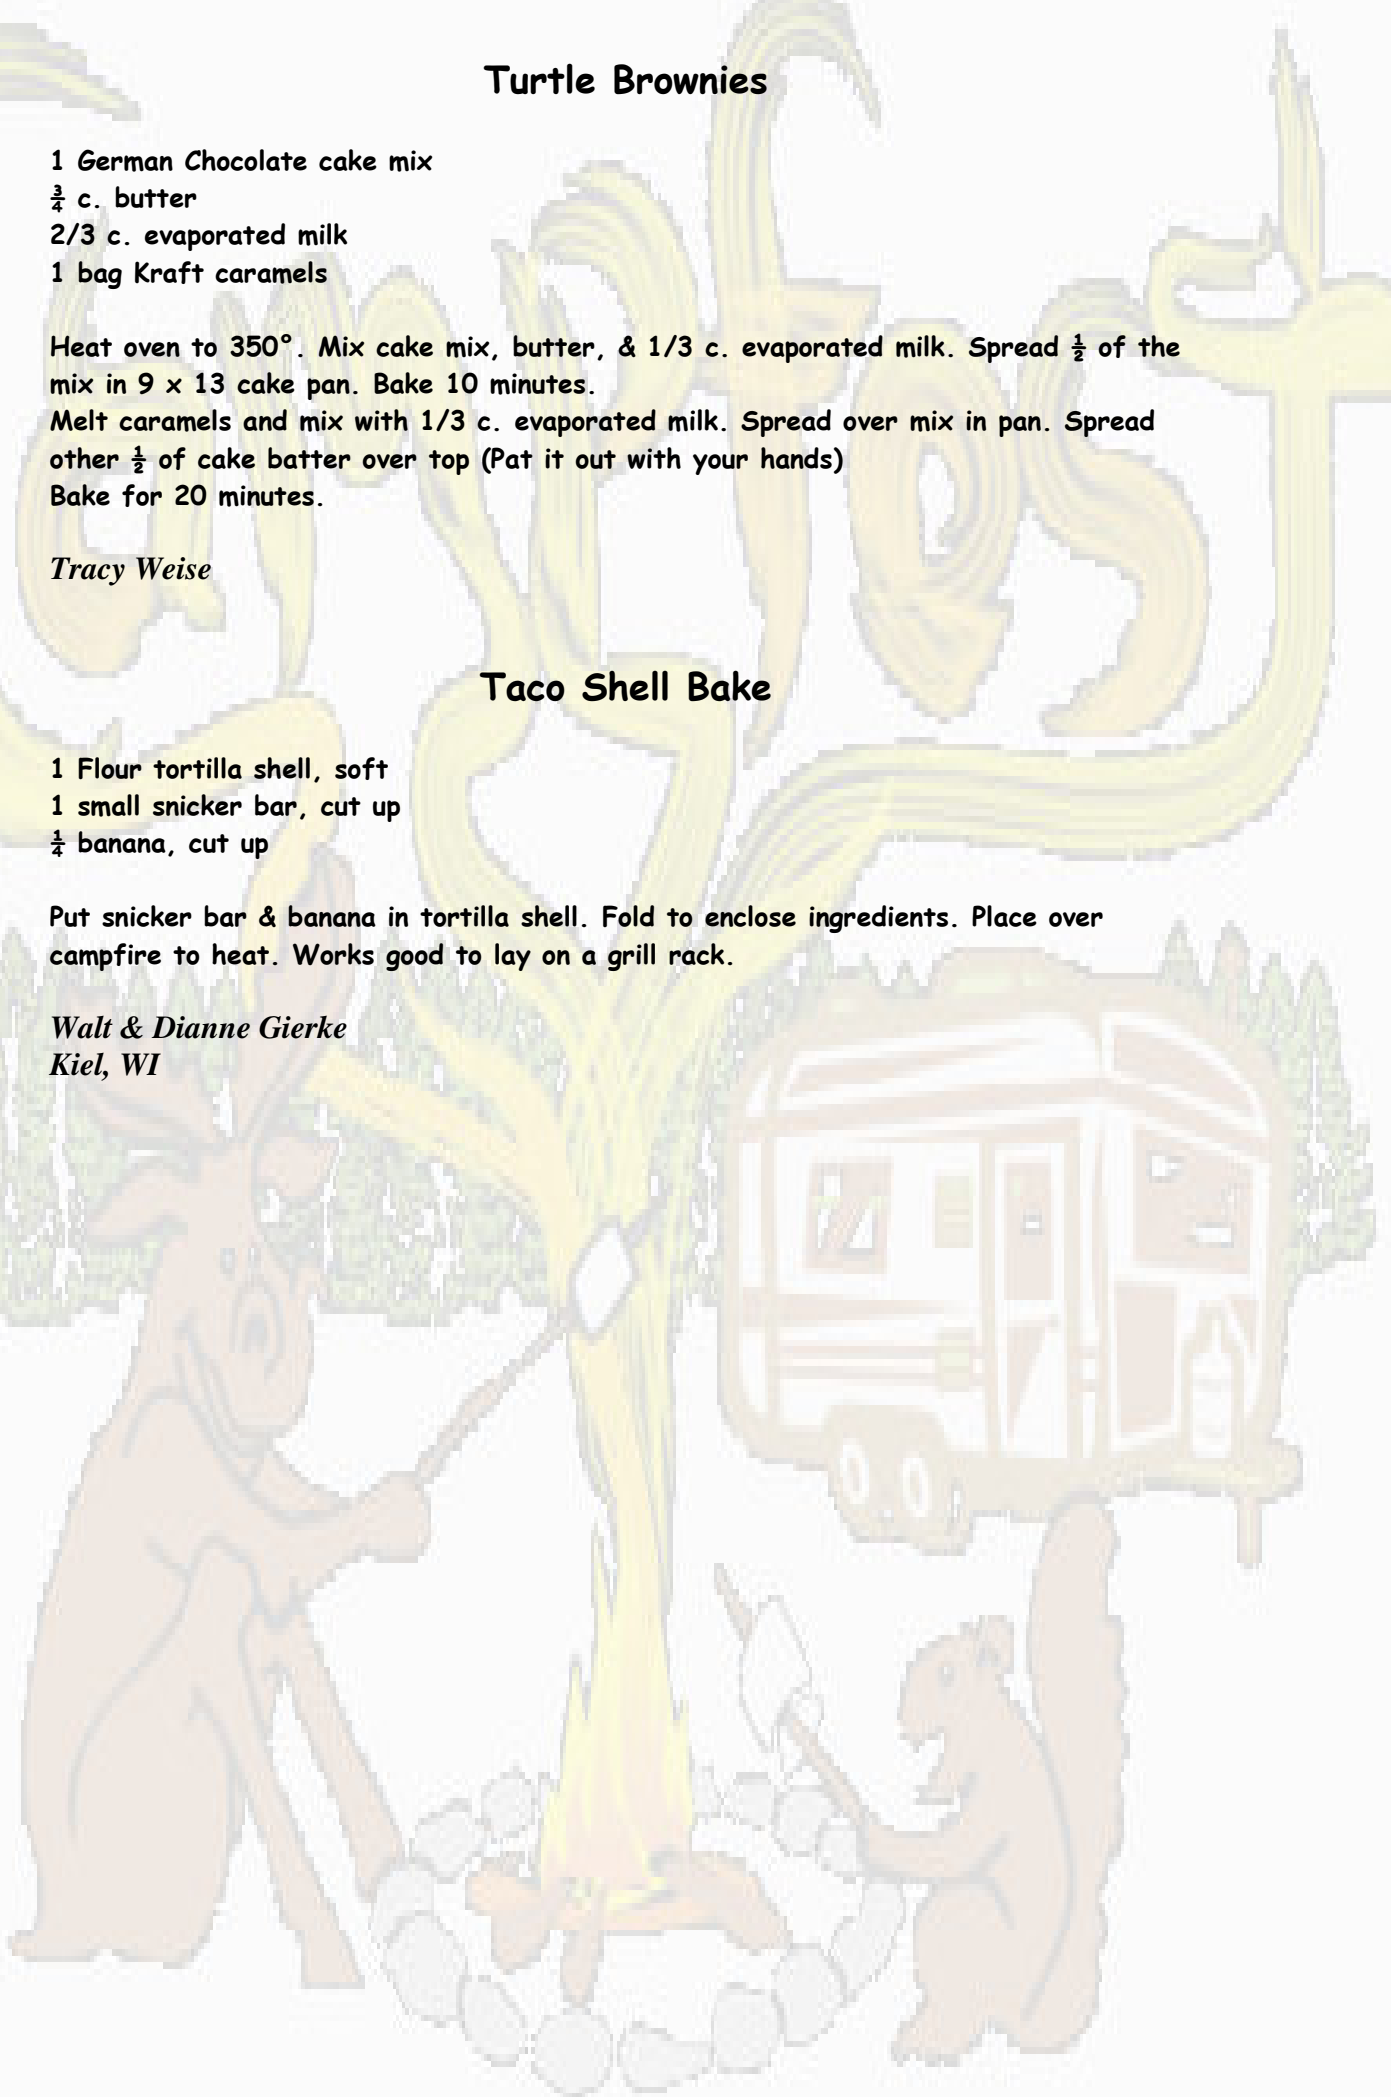 Turtle Brownies
1 German Chocolate cake mix
¾ c. butter
2/3 c. evaporated milk
1 bag Kraft caramels
Heat oven to 350°. Mix cake mix, butter, & 1/3 c. evaporated milk. Spread ½ of the
mix in 9 x 13 cake pan. Bake 10 minutes.
Melt caramels and mix with 1/3 c. evaporated milk. Spread over mix in pan. Spread
other ½ of cake batter over top (Pat it out with your hands)
Bake for 20 minutes.
Tracy Weise
Taco Shell Bake
1 Flour tortilla shell, soft
1 small snicker bar, cut up
¼ banana, cut up
Put snicker bar & banana in tortilla shell. Fold to enclose ingredients. Place over
campfire to heat. Works good to lay on a grill rack.
Walt & Dianne Gierke
Kiel, WI
CampFest